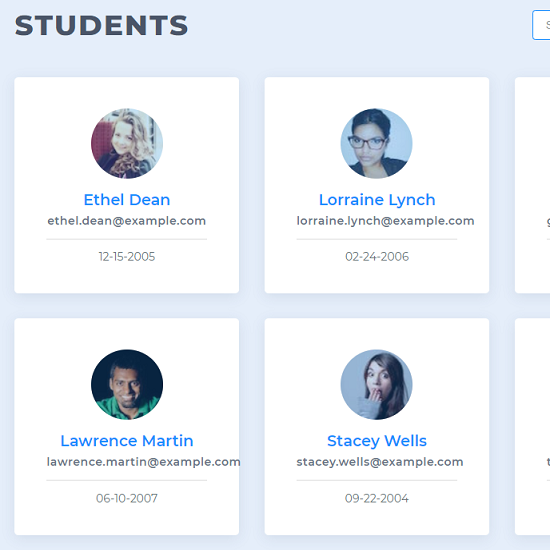 STUDENTS
Ethel Dean
ethel.dean@example.com
12-15-2005
Lorraine Lynch
lorraine.lynch@example.com
02-24-2006
Lawrence Martin
lawrence.martin@example.com
06-10-2007
Stacey Wells
stacey.wells@example.com
09-22-2004